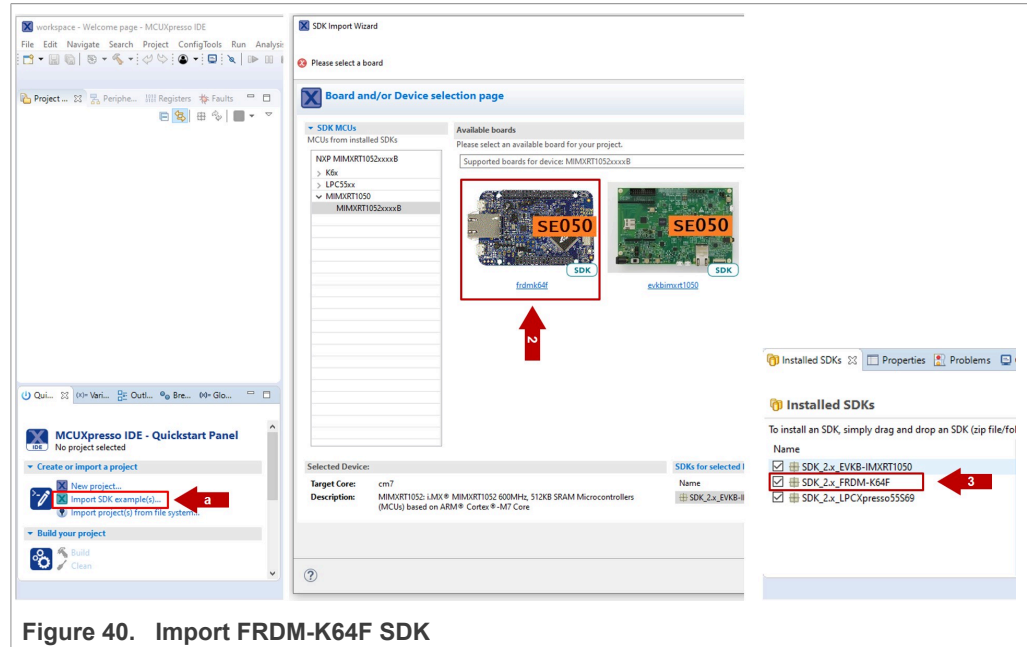 workspace - Welcome page - MCUXpresso IDE
File Edit Navigate Search Project ConfigTools Run Analysis
Project ... Periphe... Registers Faults
Qui... (x)= Vari... Outl... Bre... (x)= Glo...
IDE
MCUXpresso IDE - Quickstart Panel
No project selected
Create or import a project
New project...
Import SDK example(s)...
a
Import project(s) from file system...
Build your project
Build
Clean
SDK Import Wizard
Please select a board
Board and/or Device selection page
SDK MCUs
MCUs from installed SDKs
NXP MIMXRT1052xxxxB
> K6x
> LPC55xx
MIMXRT1050
MIMXRT1052xxxxB
Available boards
Please select an available board for your project.
Supported boards for device: MIMXRT1052xxxxB
SE050
SDK
frdmk64f
SE050
SDK
evkbimxrt1050
2
Selected Device:
Target Core: cm7
Description: MIMXRT1052: i.MX® MIMXRT1052 600MHz, 512KB SRAM Microcontrollers
(MCUs) based on ARM® Cortex®-M7 Core
SDKs for selected
Name
SDK_2.x_EVKB-I
?
Installed SDKs Properties Problems
Installed SDKs
To install an SDK, simply drag and drop an SDK (zip file/fol
Name
SDK_2.x_EVKB-IMXRT1050
SDK_2.x_FRDM-K64F
3
SDK_2.x_LPCXpresso55S69
Figure 40. Import FRDM-K64F SDK